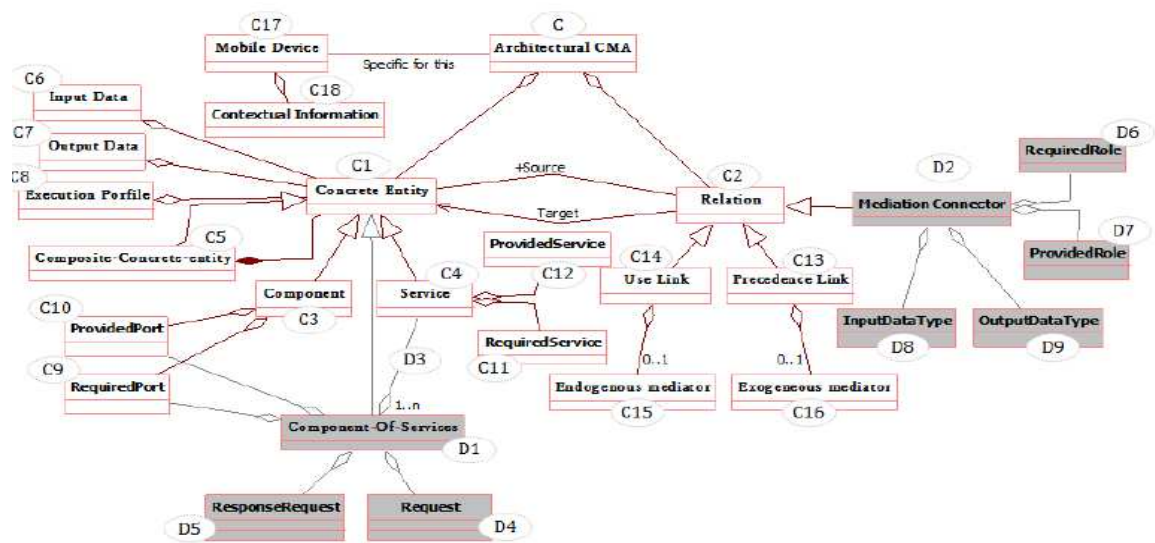 C17
C
Mobile Device
Architectural CMA
Specific for this
C6
C18
Input Data
Contextual Information
C7
Output Data
D6
C1
RequiredRole
C8
+Source
C2
D2
Execution Porfile
Concrete Entity
Relation
Mediation Connector
Target
D7
C5
ProvidedService
ProvidedRole
Composite-Concrete-entity
C4
C12
C14
C13
C10
Component
Service
Use Link
Precedence Link
ProvidedPort
C3
InputDataType
OutputDataType
RequiredService
D8
D9
C9
D3
C11
0..1
0..1
RequiredPort
Endogenous mediator
Exogeneous mediator
1..n
C15
C16
Component-Of-Services
D1
ResponseRequest
Request
D5
D4